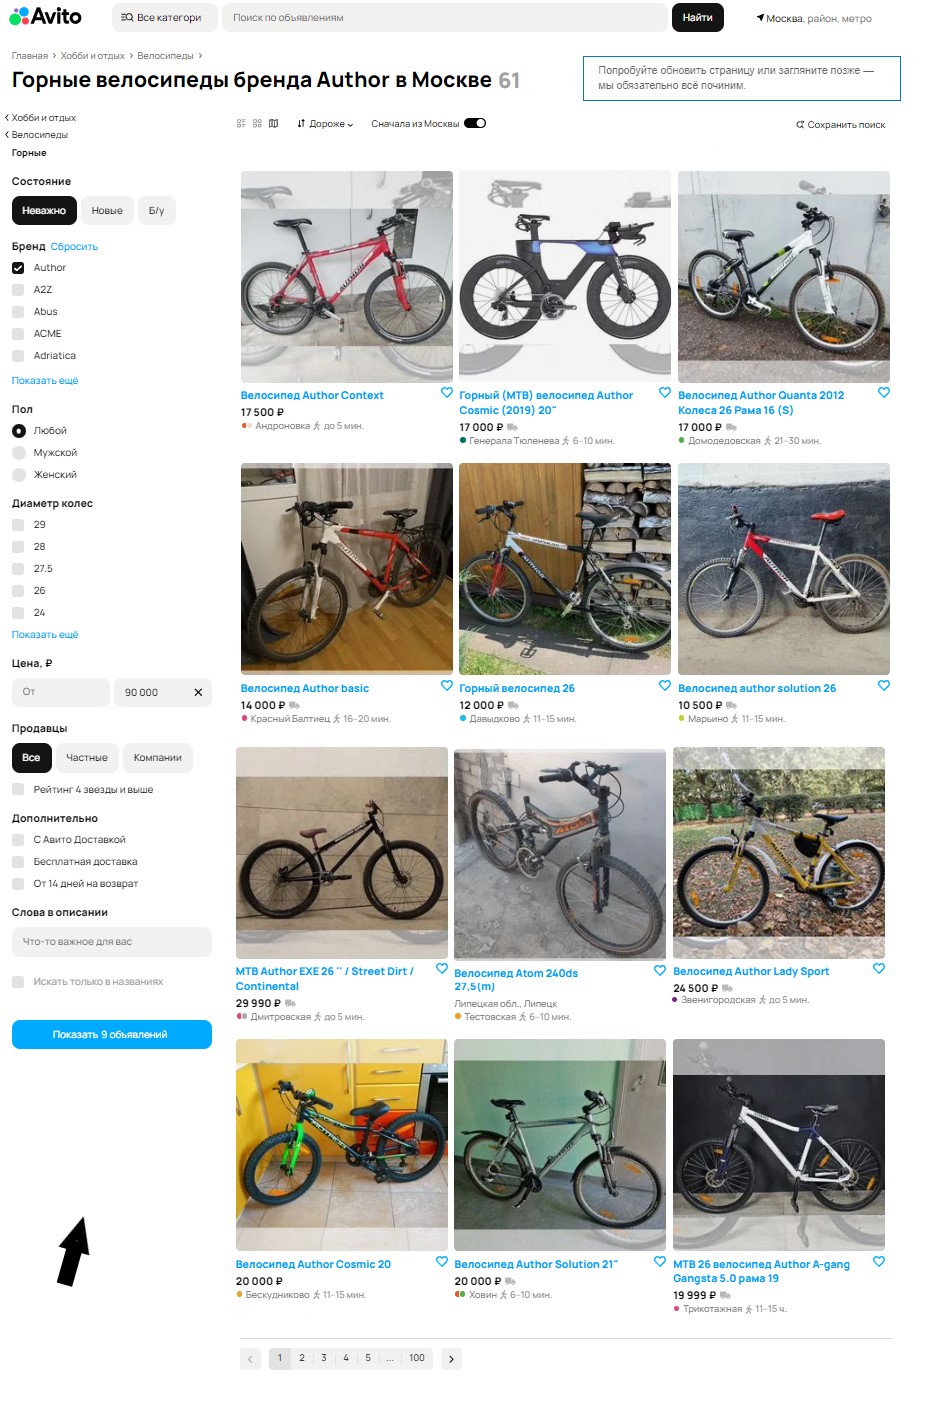 Avito
Все категори
Поиск по объявлениям
Найти
Москва, район, метро
Главная > Хобби и отдых > Велосипеды >
Горные велосипеды бренда Author в Москве 61
Попробуйте обновить страницу или загляните позже —
мы обязательно всё починим.
Хобби и отдых
Велосипеды
Горные
Дороже
Сначала из Москвы
Сохранить поиск
Состояние
Неважно
Новые
Б/у
Бренд Сбросить
Author
A2Z
Abus
ACME
Adriatica
Показать ещё
Пол
Любой
Мужской
Женский
Диаметр колес
29
28
27.5
26
24
Показать ещё
Цена, ₽
От
90 000
Продавцы
Все
Частные
Компании
Рейтинг 4 звезды и выше
Дополнительно
С Авито Доставкой
Бесплатная доставка
От 14 дней на возврат
Слова в описании
Что-то важное для вас
Искать только в названиях
Показать 9 объявлений
Велосипед Author Context
17 500 ₽
Андроновка до 5 мин.
Горный (MTB) велосипед Author
Cosmic (2019) 20"
17 000 ₽
Генерала Тюленева 6–10 мин.
Велосипед Author Quanta 2012
Колеса 26 Рама 16 (S)
17 000 ₽
Домодедовская 21–30 мин.
Велосипед Author basic
14 000 ₽
Красный Балтиец 16–20 мин.
Горный велосипед 26
12 000 ₽
Давыдково 11–15 мин.
Велосипед author solution 26
10 500 ₽
Марьино 11–15 мин.
MTB Author EXE 26 '' / Street Dirt /
Continental
29 990 ₽
Дмитровская до 5 мин.
Велосипед Atom 240ds
27,5(m)
Липецкая обл., Липецк
Тестовская 6–10 мин.
Велосипед Author Lady Sport
24 500 ₽
Звенигородская до 5 мин.
Велосипед Author Cosmic 20
20 000 ₽
Бескудниково 11–15 мин.
Велосипед Author Solution 21"
20 000 ₽
Ховин 6–10 мин.
MTB 26 велосипед Author A-gang
Gangsta 5.0 рама 19
19 999 ₽
Трикотажная 11–15 ч.
1 2 3 4 5 ... 100